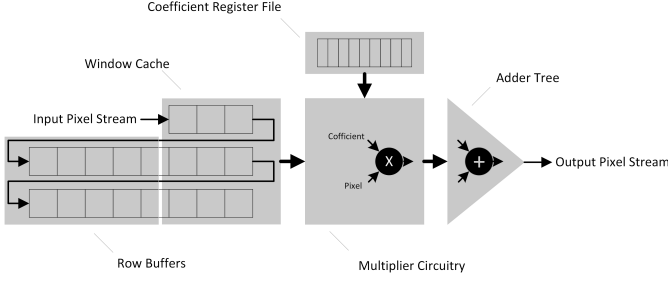 Coefficient Register File
Window Cache
Adder Tree
Input Pixel Stream
Cofficient
X
+
Output Pixel Stream
Pixel
Row Buffers
Multiplier Circuitry